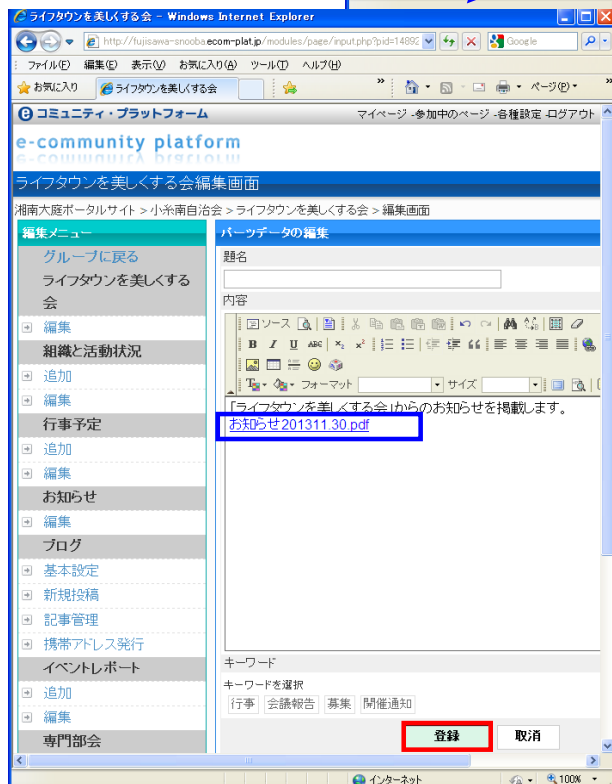 ライフタウンを美しくする会 - Windows Internet Explorer
http://fujisawa-snooba.ecom-plat.jp/modules/page/input.php?pid=14892
Google
ファイル(F) 編集(E) 表示(V) お気に入り(A) ツール(T) ヘルプ(H)
お気に入り ライフタウンを美しくする会 ページ(P)
コミュニティ・プラットフォーム マイページ -参加中のページ -各種設定 -ログアウト
e-community platform
ライフタウンを美しくする会編集画面
湘南大庭ポータルサイト > 小糸南自治会 > ライフタウンを美しくする会 > 編集画面
編集メニュー
グループに戻る
ライフタウンを美しくする会
編集
組織と活動状況
追加
編集
行事予定
追加
編集
お知らせ
編集
ブログ
基本設定
新規投稿
記事管理
携帯アドレス発行
イベントレポート
追加
編集
専門部会
パーツデータの編集
題名
内容
ソース
B I U ABC x₂ x²
フォーマット サイズ
「ライフタウンを美しくする会」からのお知らせを掲載します。
お知らせ201311.30.pdf
キーワード
キーワードを選択
行事 会議報告 募集 開催通知
登録 取消
インターネット 100%